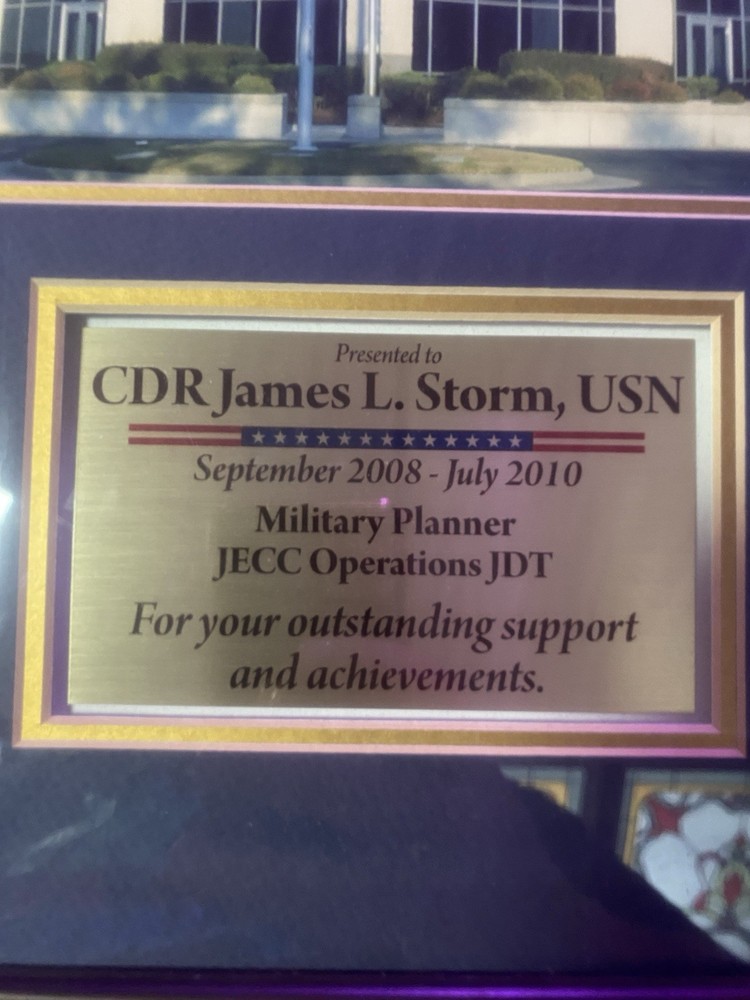 Presented to
CDR James L. Storm, USN
September 2008 - July 2010
Military Planner
JECC Operations JDT
For your outstanding support
and achievements.